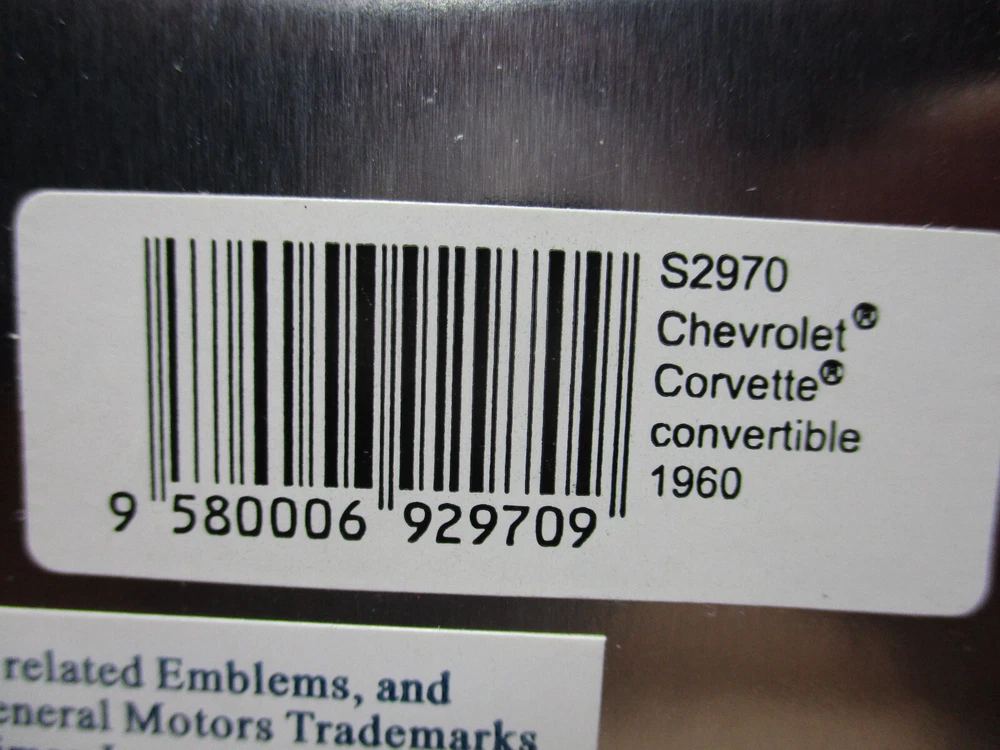 S2970
Chevrolet®
Corvette®
convertible
1960
9 580006 929709
related Emblems, and
eneral Motors Trademarks